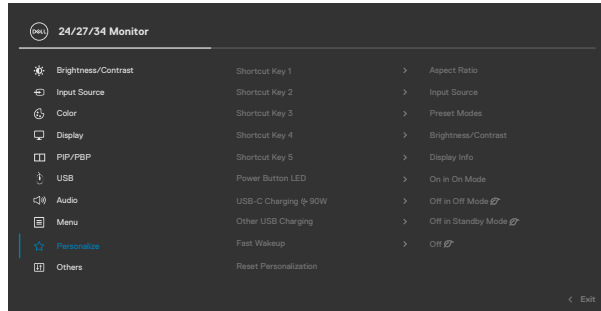 DELL 24/27/34 Monitor
Brightness/Contrast Shortcut Key 1 > Aspect Ratio
Input Source Shortcut Key 2 > Input Source
Color Shortcut Key 3 > Preset Modes
Display Shortcut Key 4 > Brightness/Contrast
PIP/PBP Shortcut Key 5 > Display Info
USB Power Button LED > On in On Mode
Audio USB-C Charging 90W > Off in Off Mode
Menu Other USB Charging > Off in Standby Mode
Personalize Fast Wakeup > Off
Others Reset Personalization
< Exit